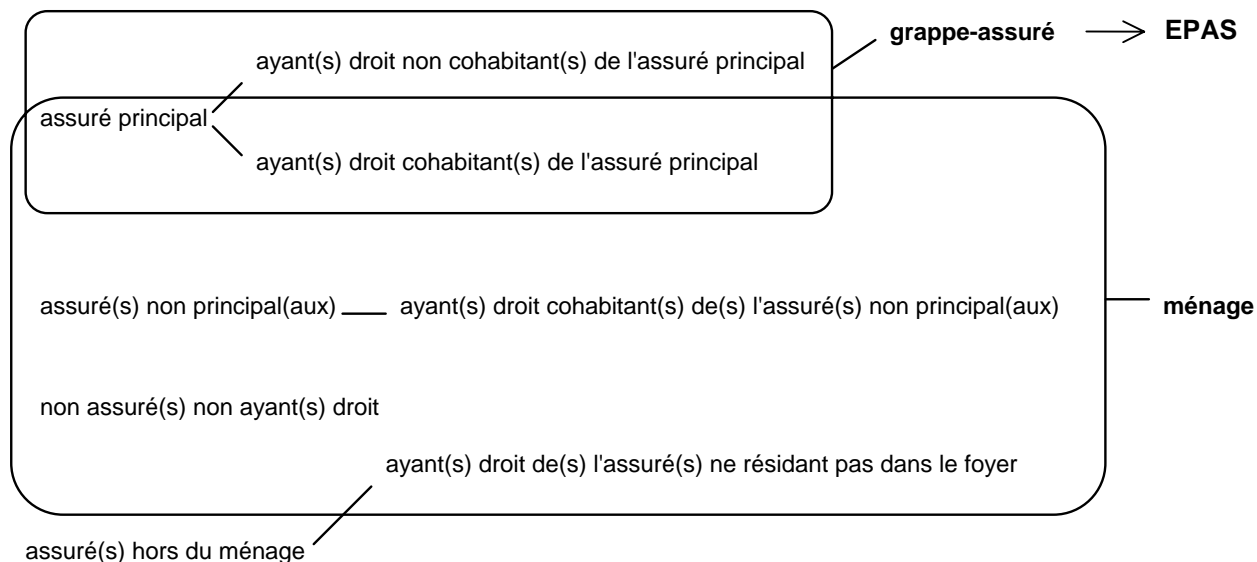 grappe-assuré EPAS
ayant(s) droit non cohabitant(s) de l'assuré principal
assuré principal
ayant(s) droit cohabitant(s) de l'assuré principal
assuré(s) non principal(aux) ayant(s) droit cohabitant(s) de(s) l'assuré(s) non principal(aux)
ménage
non assuré(s) non ayant(s) droit
ayant(s) droit de(s) l'assuré(s) ne résidant pas dans le foyer
assuré(s) hors du ménage